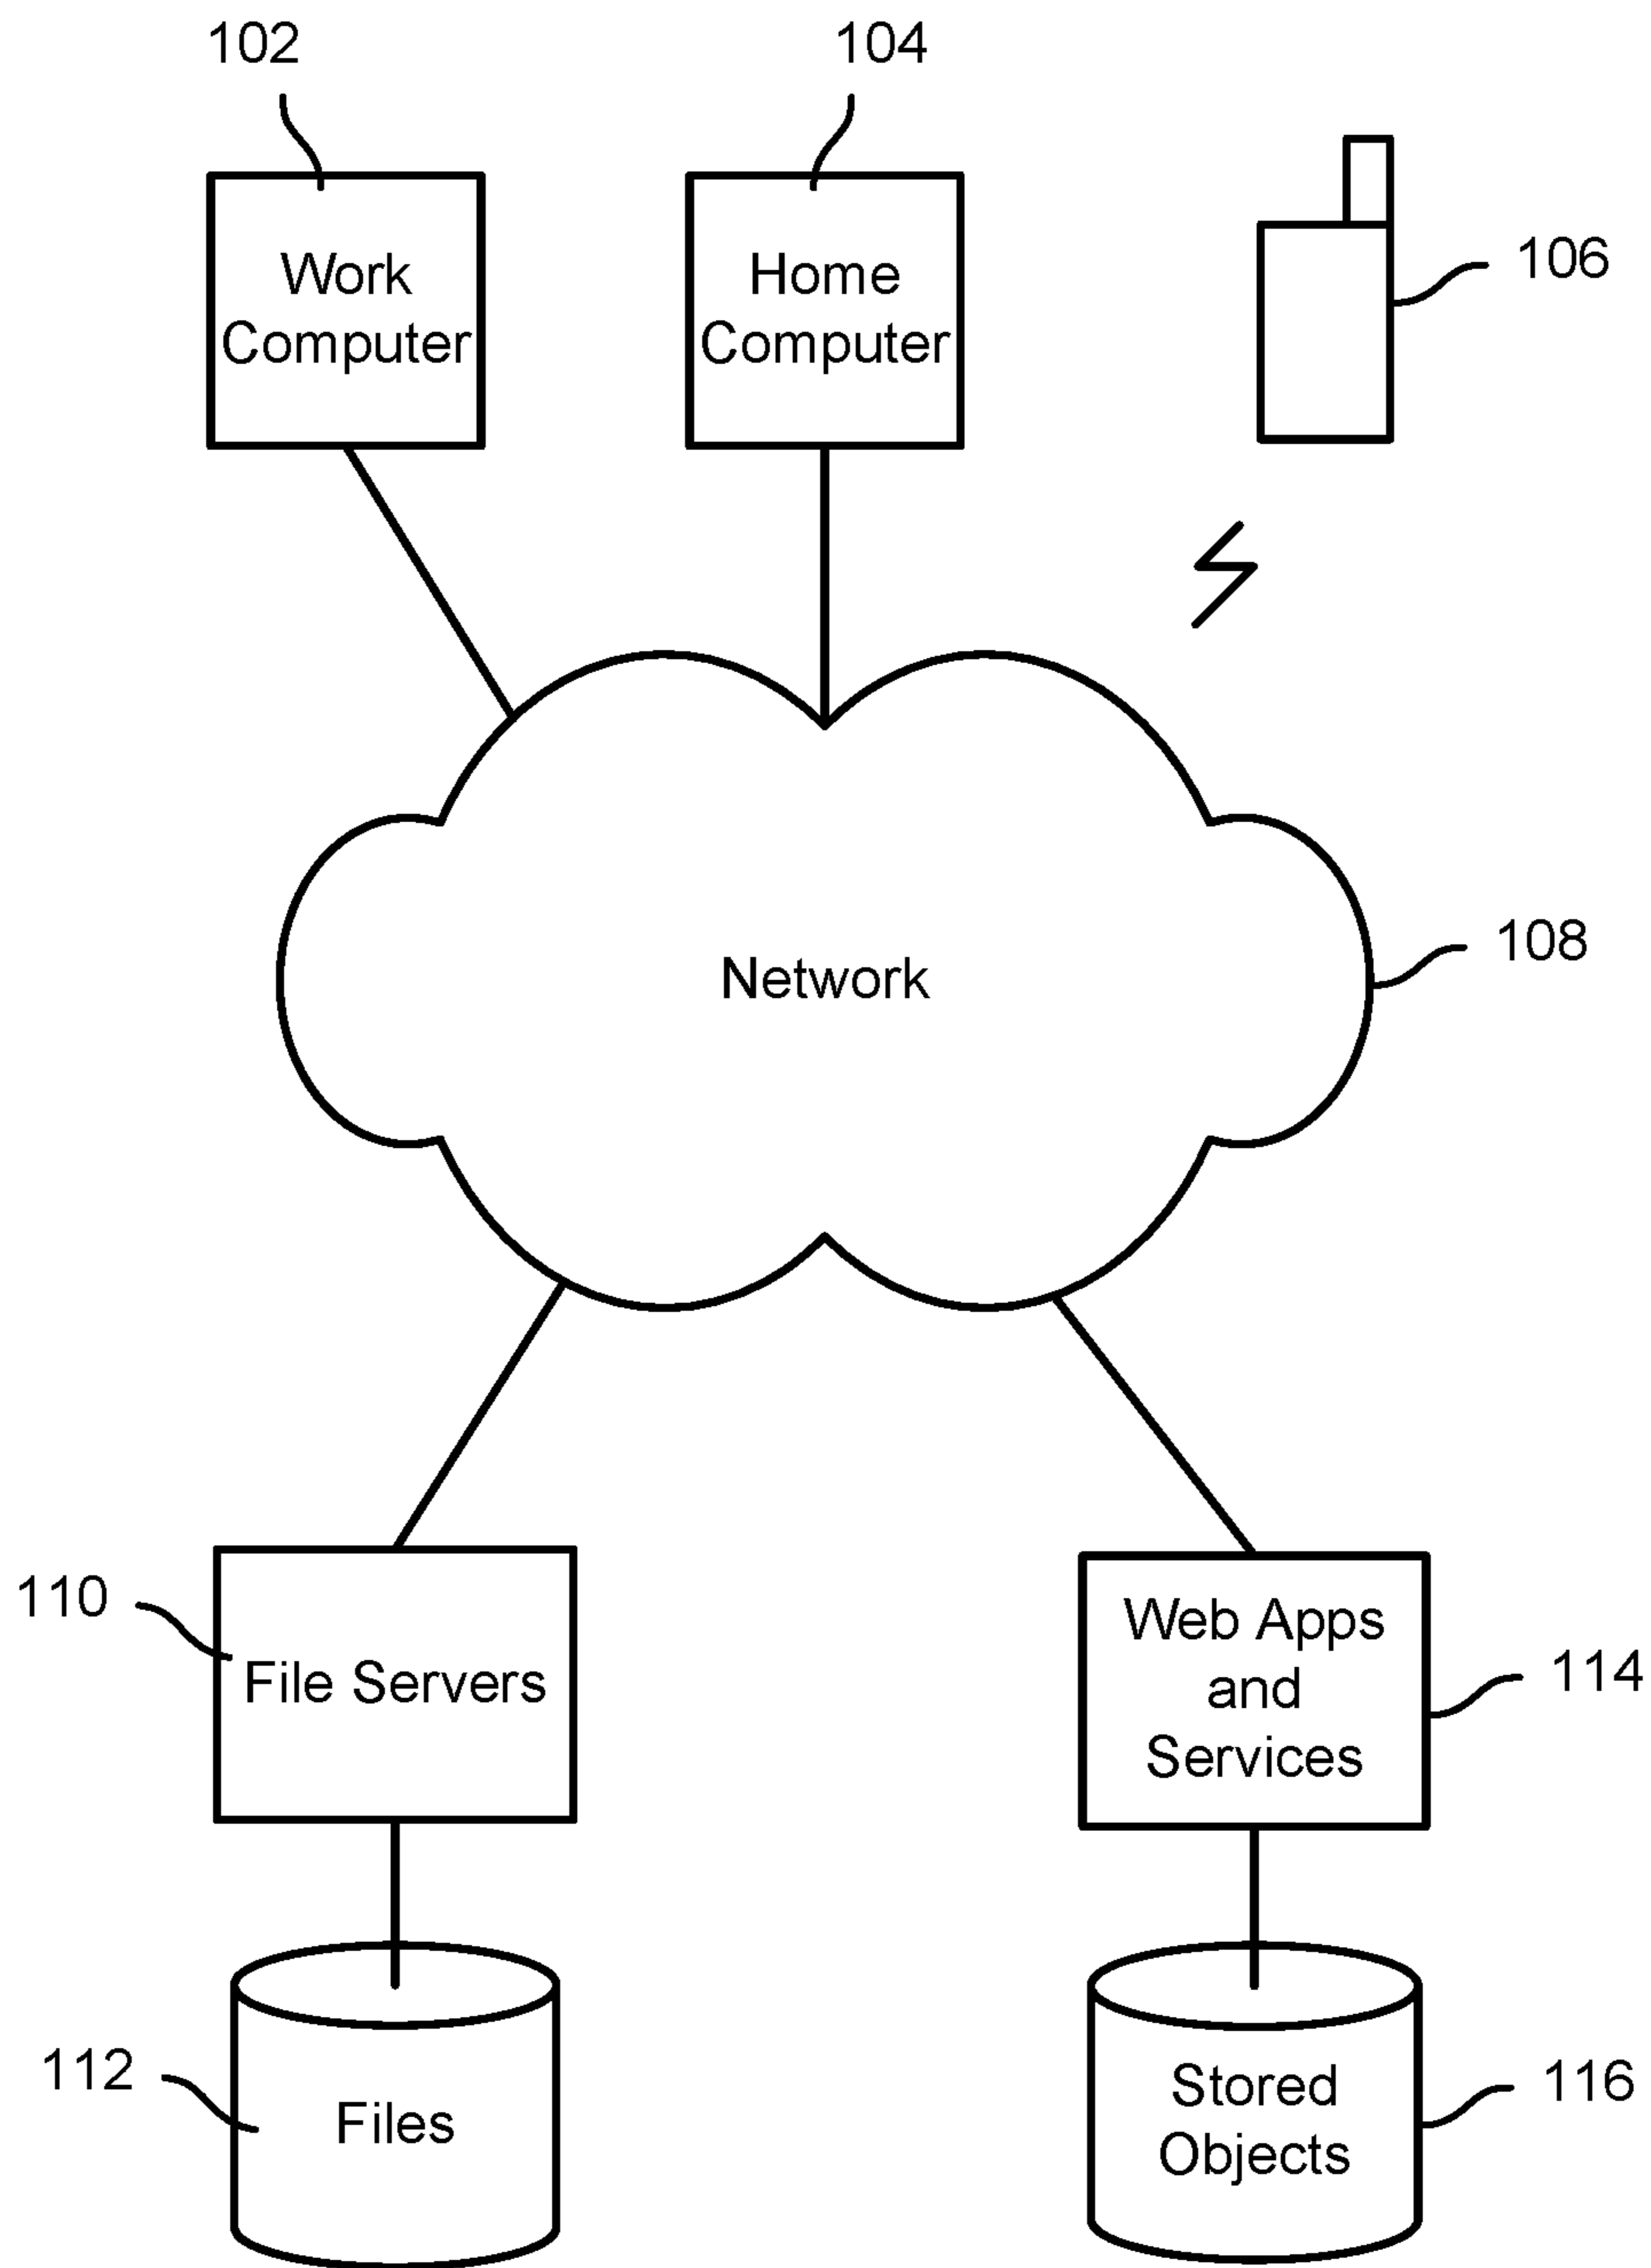 102
104
Work
Computer
Home
Computer
106
Network
108
110
File Servers
Web Apps
and
Services
114
112
Files
Stored
Objects
116